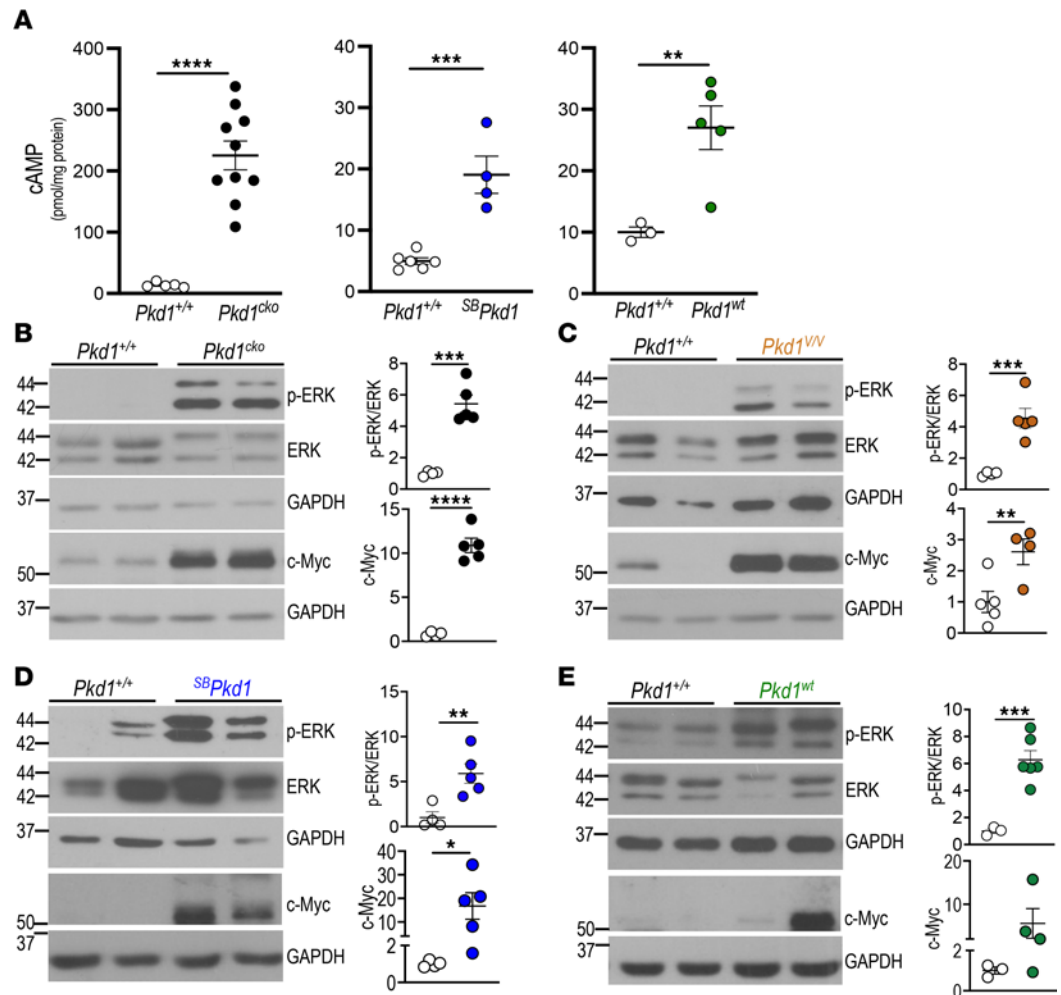 A
cAMP
(pmol/mg protein)
400
300
200
100
0
****
Pkd1+/+ Pkd1cko
40
30
20
10
0
***
Pkd1+/+ SBPkd1
40
30
20
10
0
**
Pkd1+/+ Pkd1wt
B
Pkd1+/+ Pkd1cko
44
42
p-ERK
44
42
ERK
37
GAPDH
50
c-Myc
37
GAPDH
p-ERK/ERK
8
6
4
2
0
***
c-Myc
15
10
5
0
****
C
Pkd1+/+ Pkd1V/V
44
42
p-ERK
44
42
ERK
37
GAPDH
50
c-Myc
37
GAPDH
p-ERK/ERK
8
6
4
2
0
***
c-Myc
4
3
2
1
0
**
D
Pkd1+/+ SBPkd1
44
42
p-ERK
44
42
ERK
37
GAPDH
50
c-Myc
37
GAPDH
p-ERK/ERK
15
10
5
0
**
c-Myc
40
30
20
10
2
0
*
E
Pkd1+/+ Pkd1wt
44
42
p-ERK
44
42
ERK
37
GAPDH
50
c-Myc
37
GAPDH
p-ERK/ERK
10
8
6
4
2
0
***
c-Myc
20
10
2
0